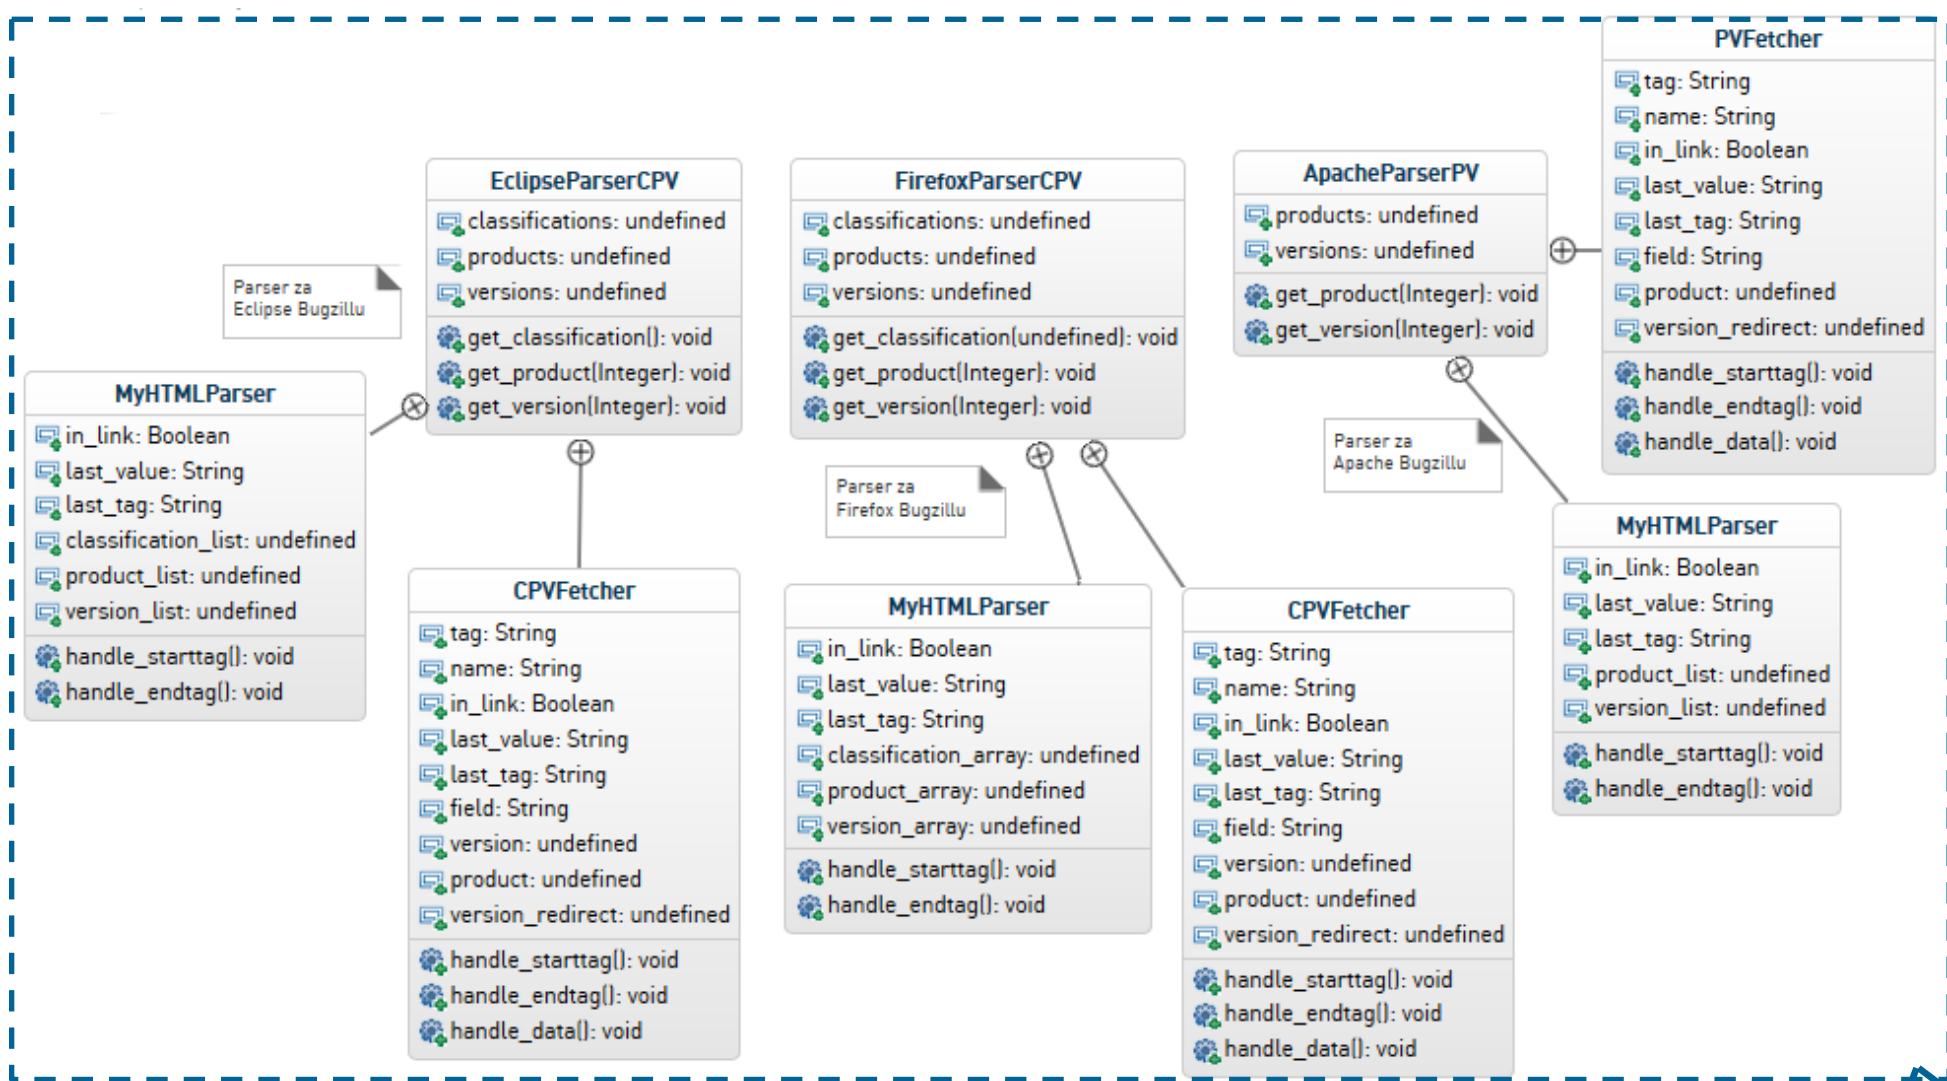 PVFetcher
tag: String
name: String
in_link: Boolean
last_value: String
last_tag: String
field: String
product: undefined
version_redirect: undefined
handle_starttag(): void
handle_endtag(): void
handle_data(): void
EclipseParserCPV
classifications: undefined
products: undefined
versions: undefined
get_classification(): void
get_product(Integer): void
get_version(Integer): void
FirefoxParserCPV
classifications: undefined
products: undefined
versions: undefined
get_classification(undefined): void
get_product(Integer): void
get_version(Integer): void
ApacheParserPV
products: undefined
versions: undefined
get_product(Integer): void
get_version(Integer): void
Parser za
Eclipse Bugzillu
Parser za
Firefox Bugzillu
Parser za
Apache Bugzillu
MyHTMLParser
in_link: Boolean
last_value: String
last_tag: String
classification_list: undefined
product_list: undefined
version_list: undefined
handle_starttag(): void
handle_endtag(): void
CPVFetcher
tag: String
name: String
in_link: Boolean
last_value: String
last_tag: String
field: String
version: undefined
product: undefined
version_redirect: undefined
handle_starttag(): void
handle_endtag(): void
handle_data(): void
MyHTMLParser
in_link: Boolean
last_value: String
last_tag: String
classification_array: undefined
product_array: undefined
version_array: undefined
handle_starttag(): void
handle_endtag(): void
CPVFetcher
tag: String
name: String
in_link: Boolean
last_value: String
last_tag: String
field: String
version: undefined
product: undefined
version_redirect: undefined
handle_starttag(): void
handle_endtag(): void
handle_data(): void
MyHTMLParser
in_link: Boolean
last_value: String
last_tag: String
product_list: undefined
version_list: undefined
handle_starttag(): void
handle_endtag(): void